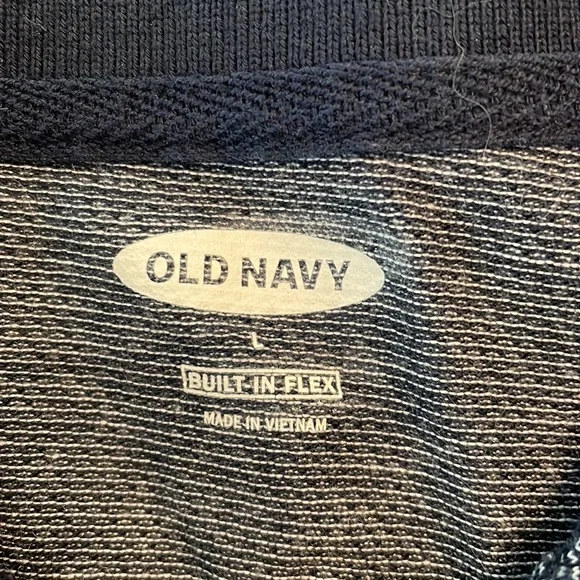 OLD NAVY
L
BUILT-IN FLEX
MADE IN VIETNAM